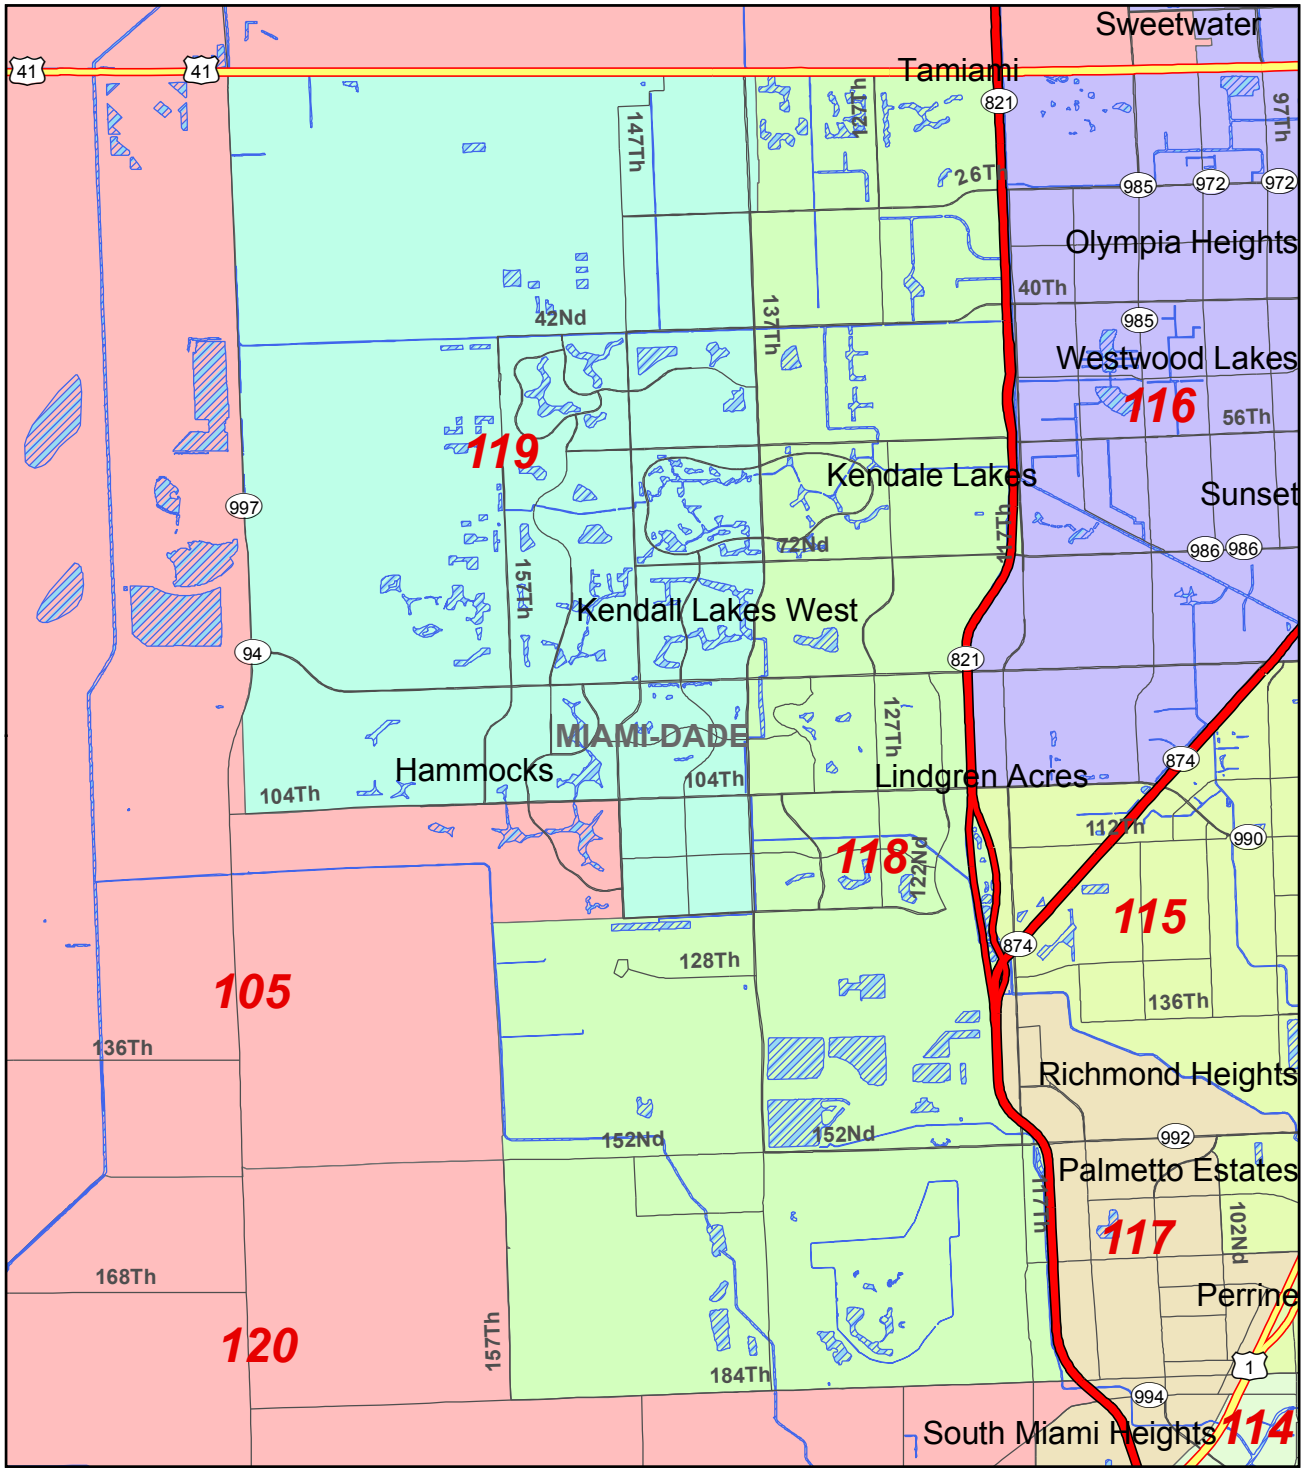 Sweetwater
41
41
Tamiami
821
127Th
97Th
147Th
26Th
985
972
972
Olympia Heights
40Th
137Th
42Nd
985
Westwood Lakes
116
56Th
119
Kendale Lakes
Sunset
997
117Th
72Nd
986
986
157Th
Kendall Lakes West
94
821
127Th
MIAMI-DADE
874
Hammocks
104Th
Lindgren Acres
104Th
112Th
990
118
122Nd
115
874
128Th
105
136Th
136Th
Richmond Heights
152Nd
152Nd
992
Palmetto Estates
117Th
102Nd
117
168Th
Perrine
157Th
120
1
184Th
994
South Miami Heights
114